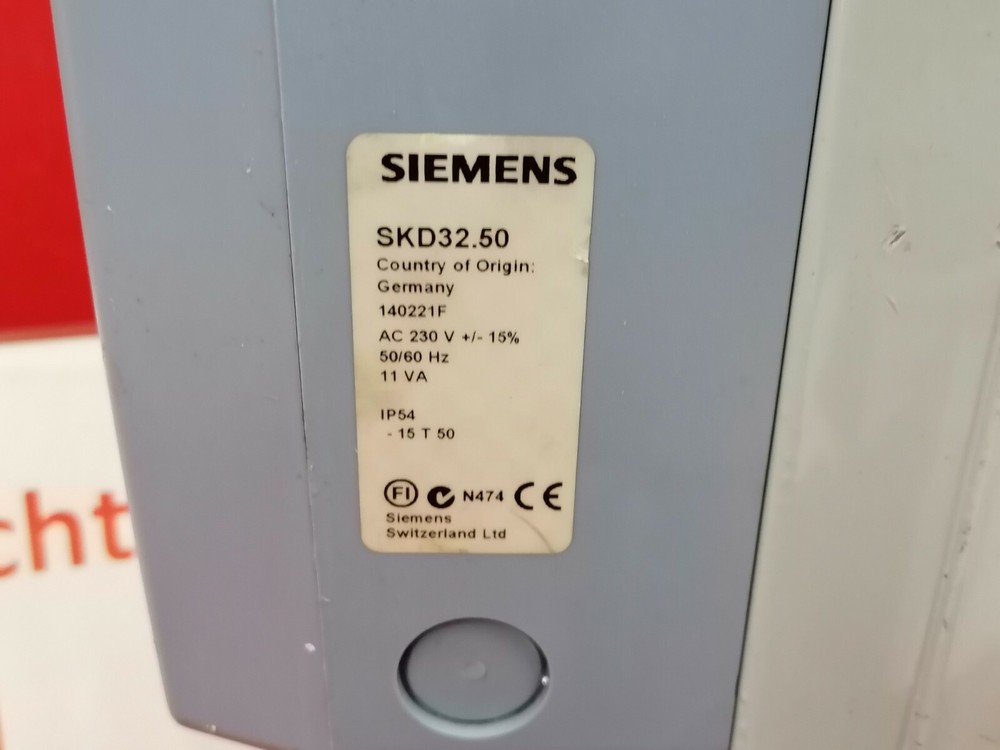 SIEMENS
SKD32.50
Country of Origin:
Germany
140221F
AC 230 V +/- 15%
50/60 Hz
11 VA
IP54
- 15 T 50
FI N474 CE
Siemens
Switzerland Ltd
cht